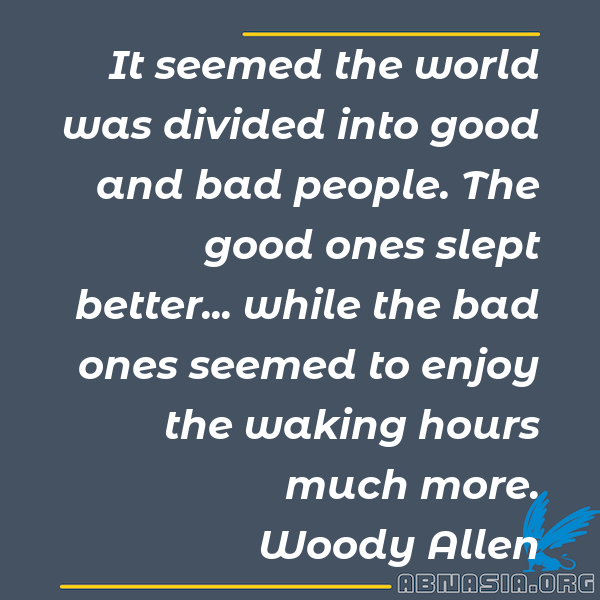 It seemed the world
was divided into good
and bad people. The
good ones slept
better... while the bad
ones seemed to enjoy
the waking hours
much more.
Woody Allen
ABNASIA.ORG